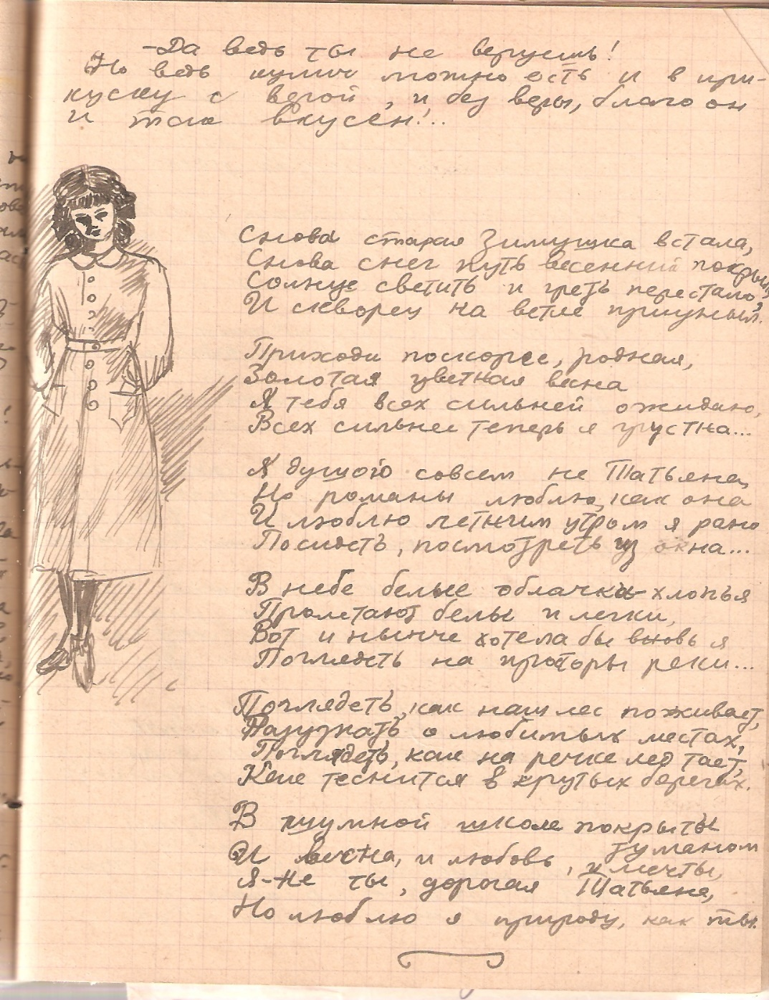 -Да ведь ты не веруешь!
Но ведь кулич можно есть и в при-
куску с верой, и без веры, благо он
и так вкусен!..
Снова старая Зимушка встала,
Снова снег путь весенний покрыл,
Солнце светить и греть перестало,
И скворец на ветле приуныл.
Приходи поскорее, родная,
Золотая цветная весна
Я тебя всех сильней ожидаю,
Всех сильнее теперь я грустна...
Я душою совсем не Татьяна,
Но романы люблю, как она
И люблю летним утром я рано
Посидеть, посмотреть из окна...
В небе белые облачка-хлопья
Пролетают белы и легки,
Вот и нынче хотела бы вновь я
Поглядеть на просторы реки...
Поглядеть, как наш лес поживает,
Разузнать о любимых местах,
Поглядеть, как на речке лед тает,
Как теснится в крутых берегах.
В шумной школе покрыты
туманом
И весна, и любовь, и мечты,
Я-не ты, дорогая Татьяна,
Но люблю я природу, как ты.